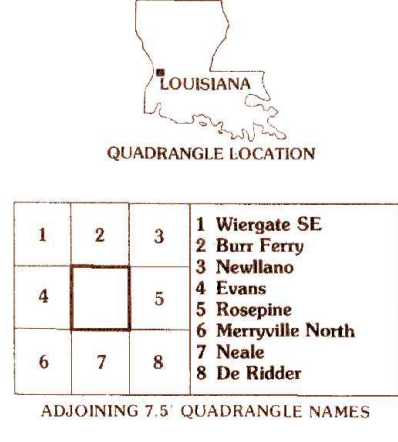 LOUISIANA
QUADRANGLE LOCATION
1 2 3
4 5
6 7 8
1 Wiergate SE
2 Burr Ferry
3 Newllano
4 Evans
5 Rosepine
6 Merryville North
7 Neale
8 De Ridder
ADJOINING 7.5' QUADRANGLE NAMES